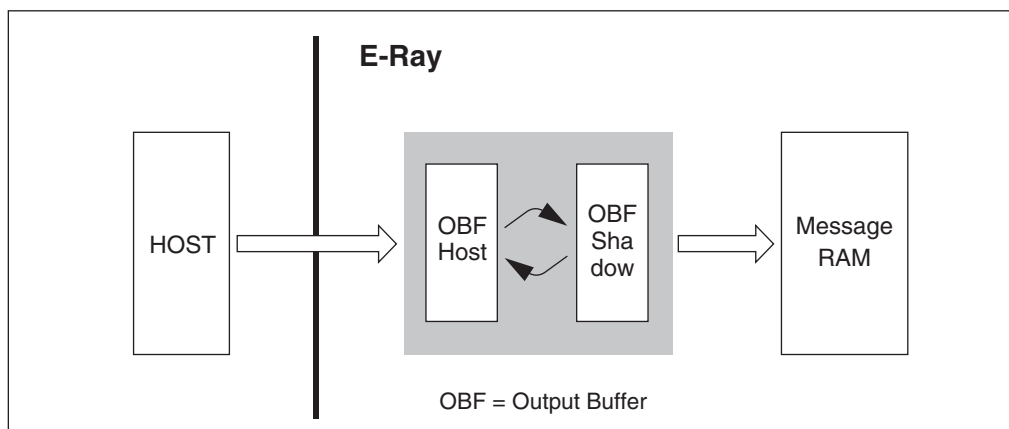 E-Ray
HOST
OBF
Host
OBF
Sha
dow
Message
RAM
OBF = Output Buffer